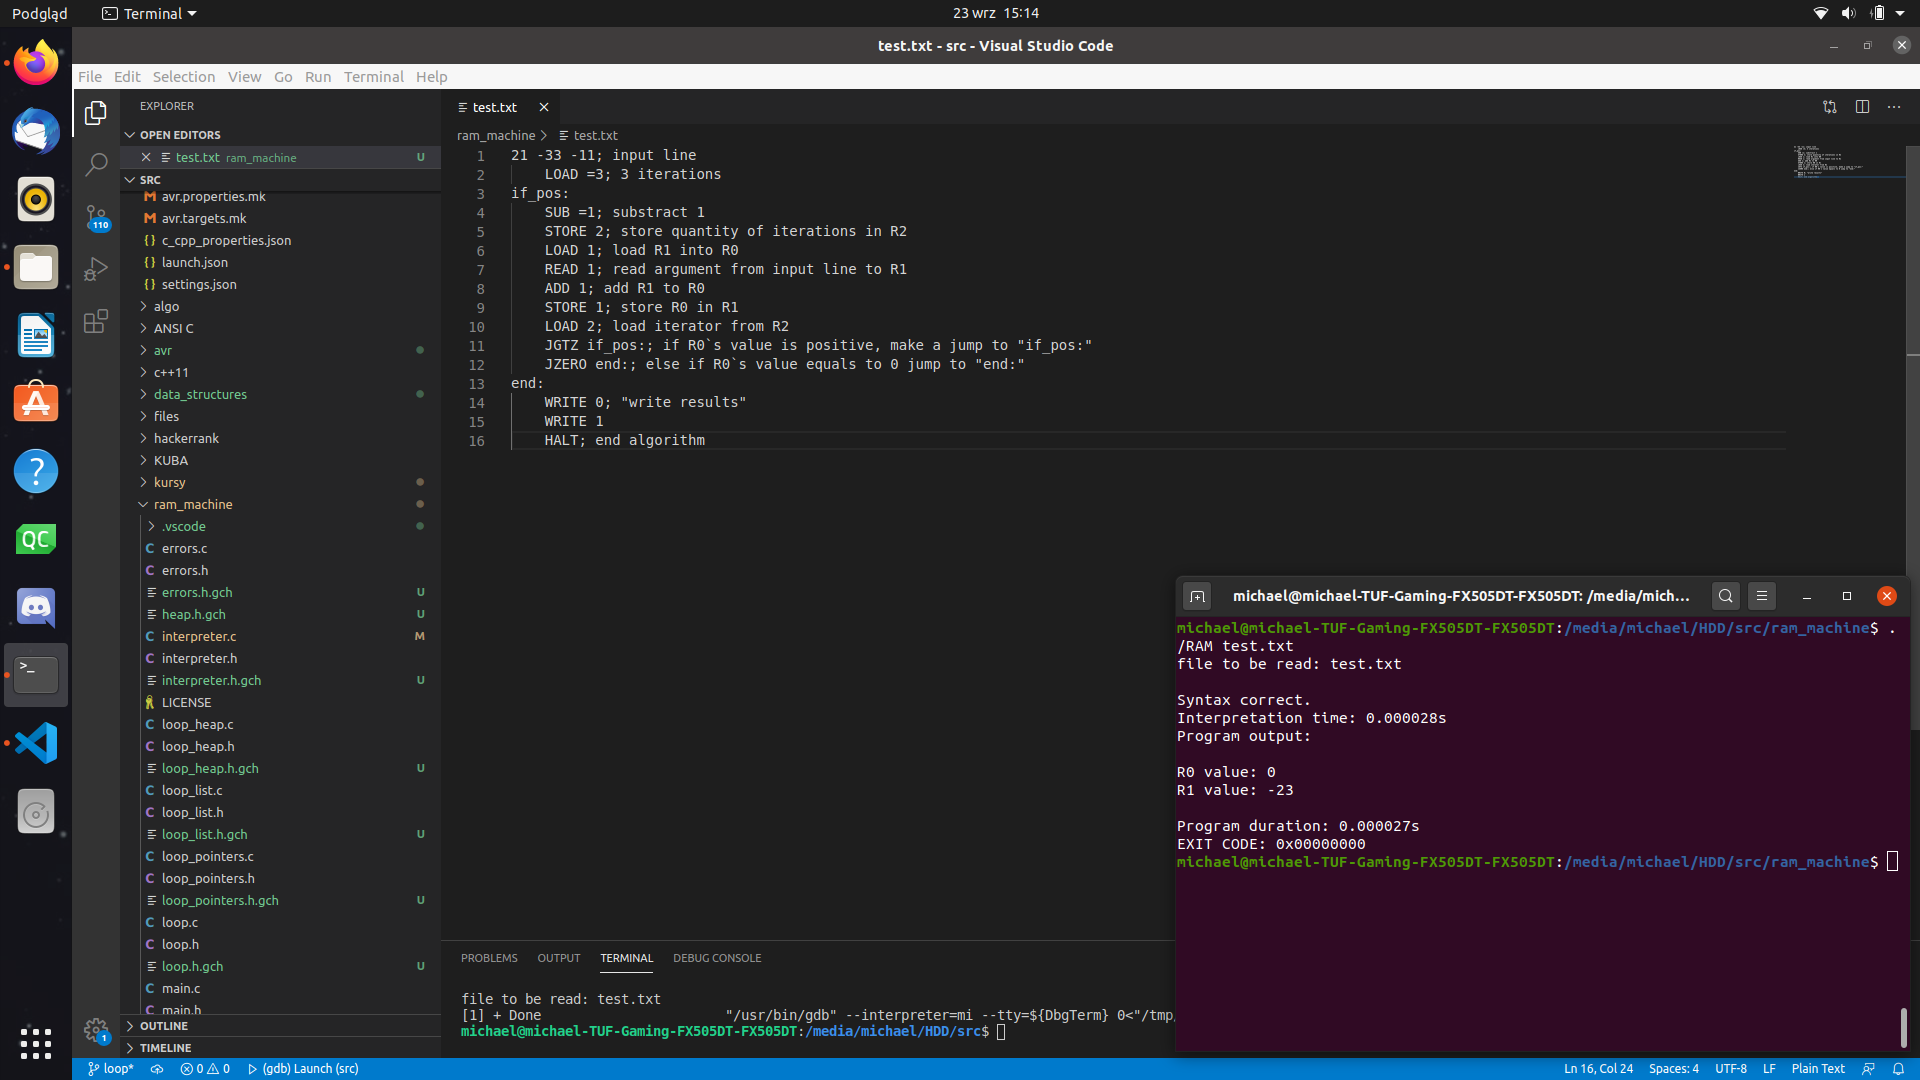 Podgląd
Terminal
23 wrz 15:14
test.txt - src - Visual Studio Code
File Edit Selection View Go Run Terminal Help
EXPLORER
OPEN EDITORS
test.txt ram_machine U
SRC
avr.properties.mk
avr.targets.mk
c_cpp_properties.json
launch.json
settings.json
algo
ANSI C
avr
c++11
data_structures
files
hackerrank
KUBA
kursy
ram_machine
.vscode
errors.c
errors.h
errors.h.gch U
heap.h.gch U
interpreter.c M
interpreter.h
interpreter.h.gch U
LICENSE
loop_heap.c
loop_heap.h
loop_heap.h.gch U
loop_list.c
loop_list.h
loop_list.h.gch U
loop_pointers.c
loop_pointers.h
loop_pointers.h.gch U
loop.c
loop.h
loop.h.gch U
main.c
main.h
OUTLINE
TIMELINE
110
1
QC
test.txt
ram_machine > test.txt
1 21 -33 -11; input line
2 LOAD =3; 3 iterations
3 if_pos:
4 SUB =1; substract 1
5 STORE 2; store quantity of iterations in R2
6 LOAD 1; load R1 into R0
7 READ 1; read argument from input line to R1
8 ADD 1; add R1 to R0
9 STORE 1; store R0 in R1
10 LOAD 2; load iterator from R2
11 JGTZ if_pos:; if R0`s value is positive, make a jump to "if_pos:"
12 JZERO end:; else if R0`s value equals to 0 jump to "end:"
13 end:
14 WRITE 0; "write results"
15 WRITE 1
16 HALT; end algorithm
PROBLEMS OUTPUT TERMINAL DEBUG CONSOLE
file to be read: test.txt
[1] + Done "/usr/bin/gdb" --interpreter=mi --tty=${DbgTerm} 0<"/tmp/
michael@michael-TUF-Gaming-FX505DT-FX505DT:/media/michael/HDD/src$
michael@michael-TUF-Gaming-FX505DT-FX505DT: /media/mich...
michael@michael-TUF-Gaming-FX505DT-FX505DT:/media/michael/HDD/src/ram_machine$ .
/RAM test.txt
file to be read: test.txt
Syntax correct.
Interpretation time: 0.000028s
Program output:
R0 value: 0
R1 value: -23
Program duration: 0.000027s
EXIT CODE: 0x00000000
michael@michael-TUF-Gaming-FX505DT-FX505DT:/media/michael/HDD/src/ram_machine$
loop* 0 0 (gdb) Launch (src)
Ln 16, Col 24 Spaces: 4 UTF-8 LF Plain Text